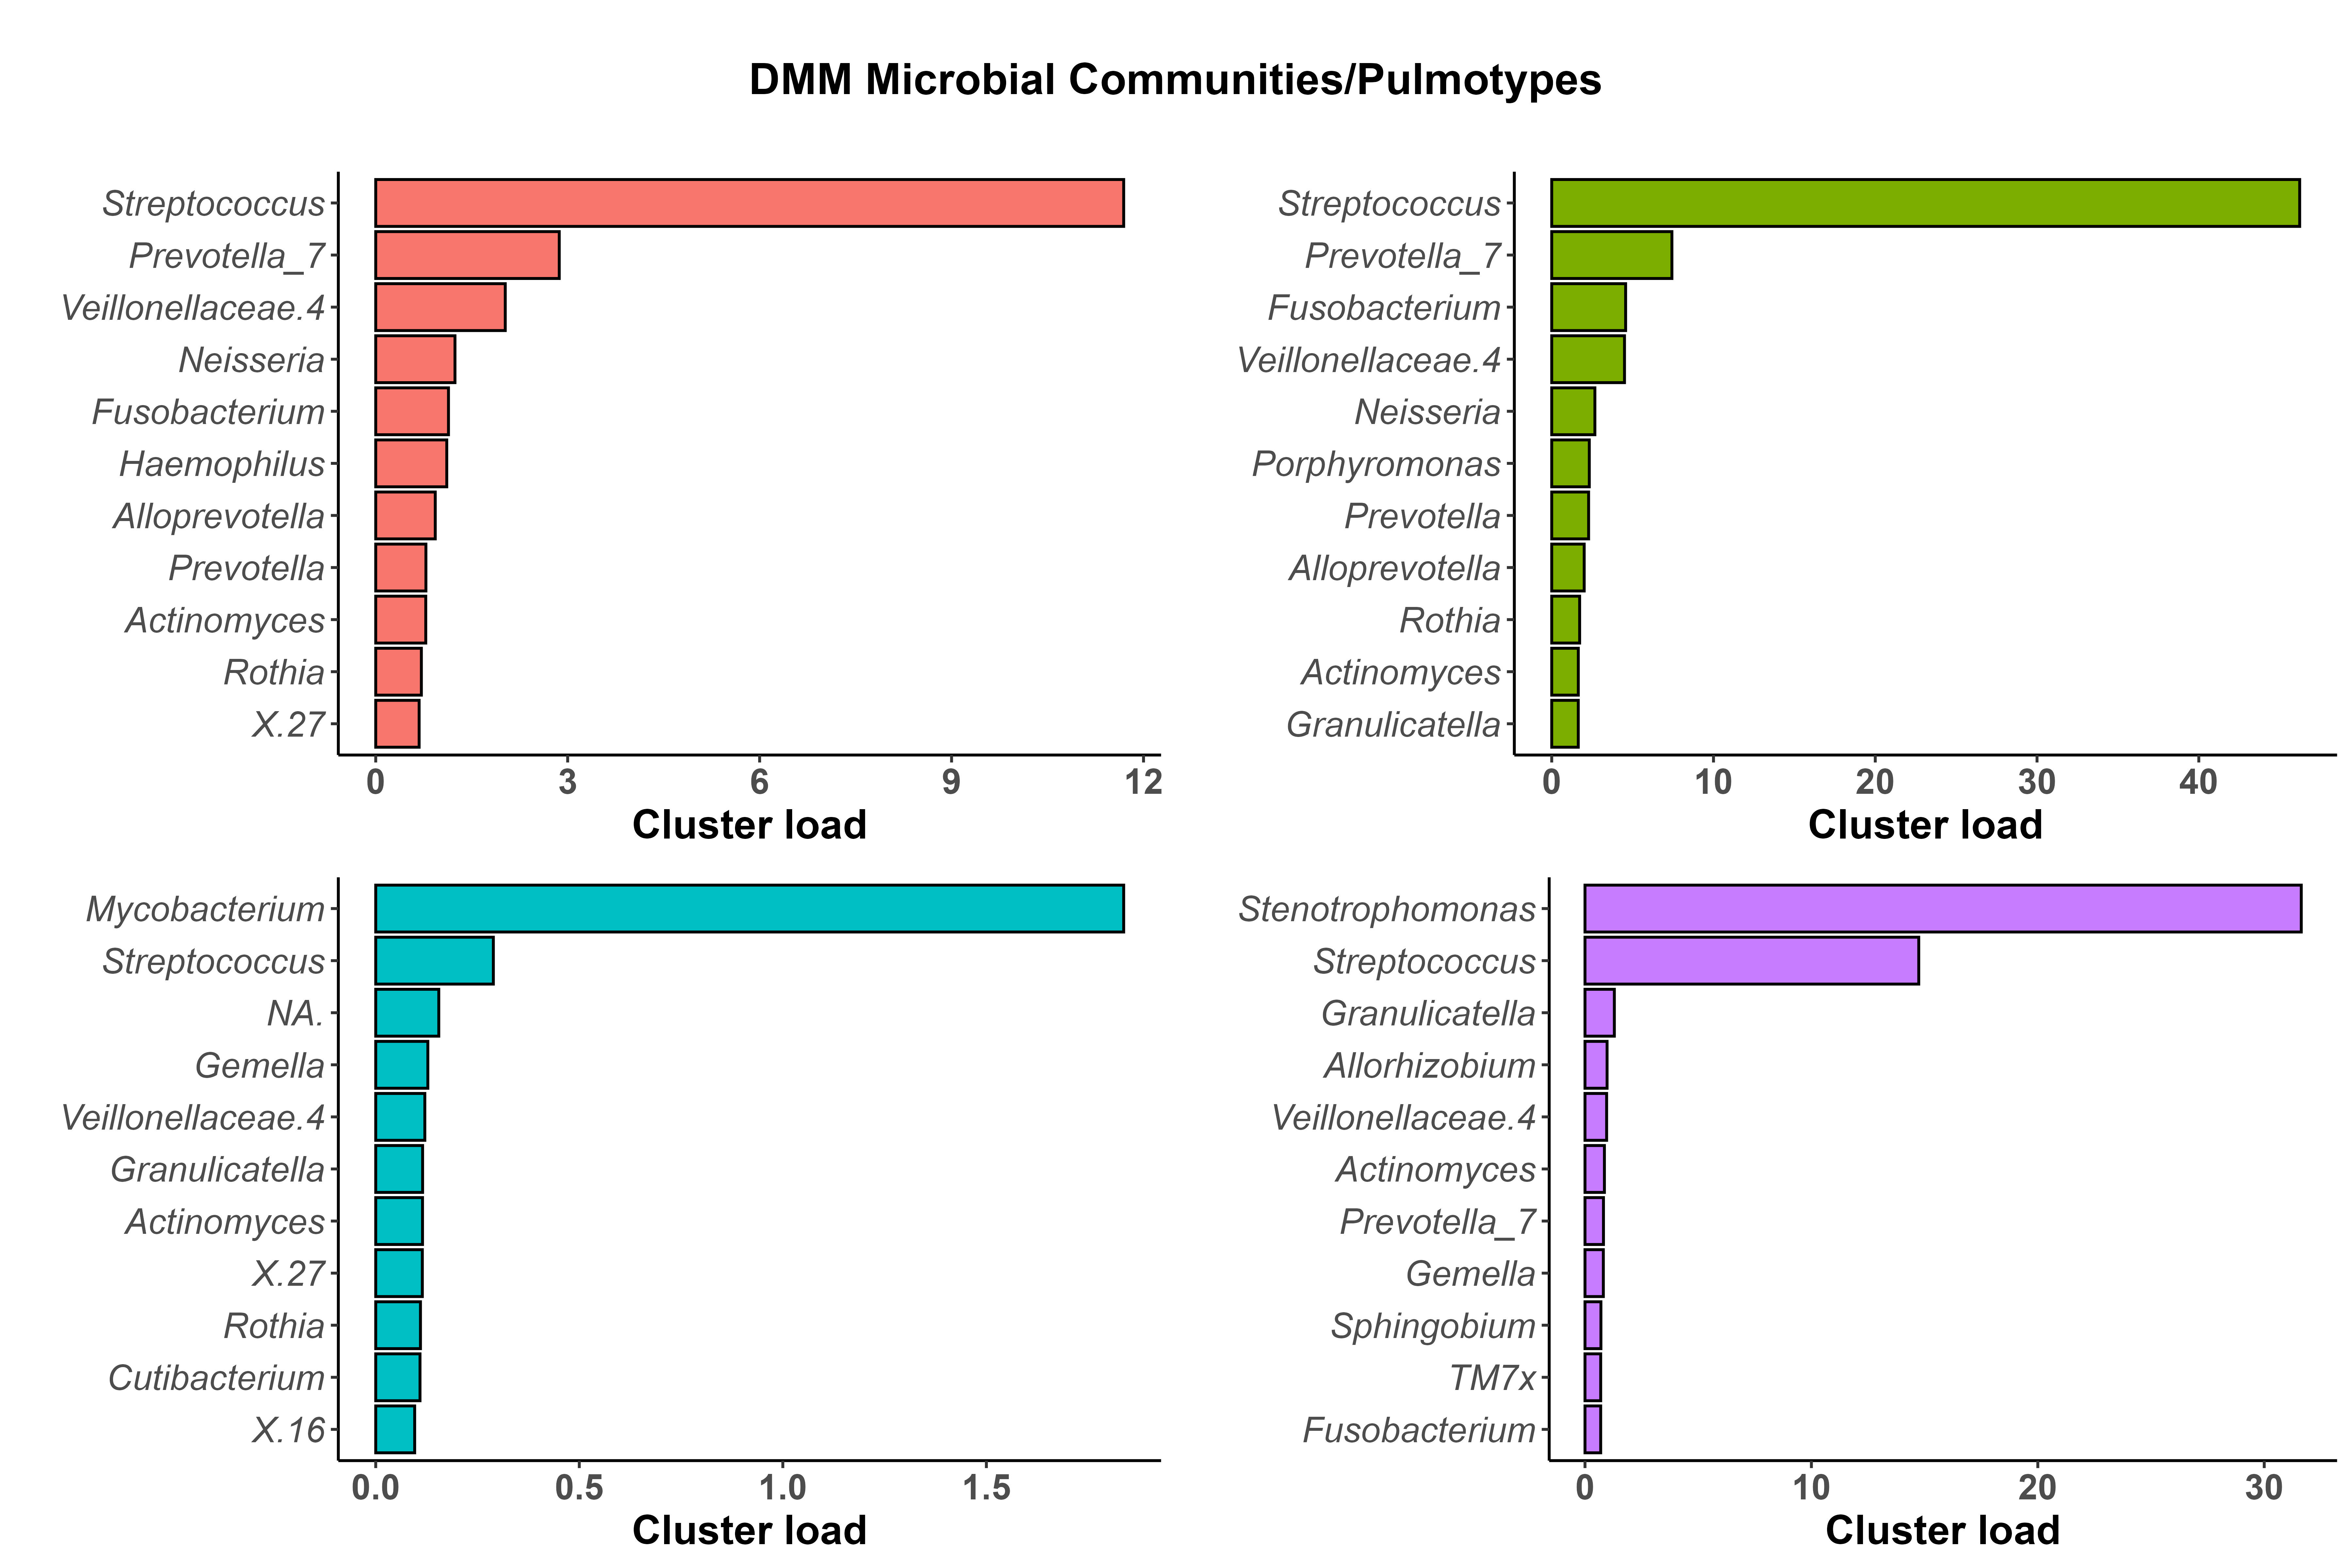 DMM Microbial Communities/Pulmotypes
Streptococcus
Prevotella_7
Veillonellaceae.4
Neisseria
Fusobacterium
Haemophilus
Alloprevotella
Prevotella
Actinomyces
Rothia
X.27
0 3 6 9 12
Cluster load
Streptococcus
Prevotella_7
Fusobacterium
Veillonellaceae.4
Neisseria
Porphyromonas
Prevotella
Alloprevotella
Rothia
Actinomyces
Granulicatella
0 10 20 30 40
Cluster load
Mycobacterium
Streptococcus
NA.
Gemella
Veillonellaceae.4
Granulicatella
Actinomyces
X.27
Rothia
Cutibacterium
X.16
0.0 0.5 1.0 1.5
Cluster load
Stenotrophomonas
Streptococcus
Granulicatella
Allorhizobium
Veillonellaceae.4
Actinomyces
Prevotella_7
Gemella
Sphingobium
TM7x
Fusobacterium
0 10 20 30
Cluster load